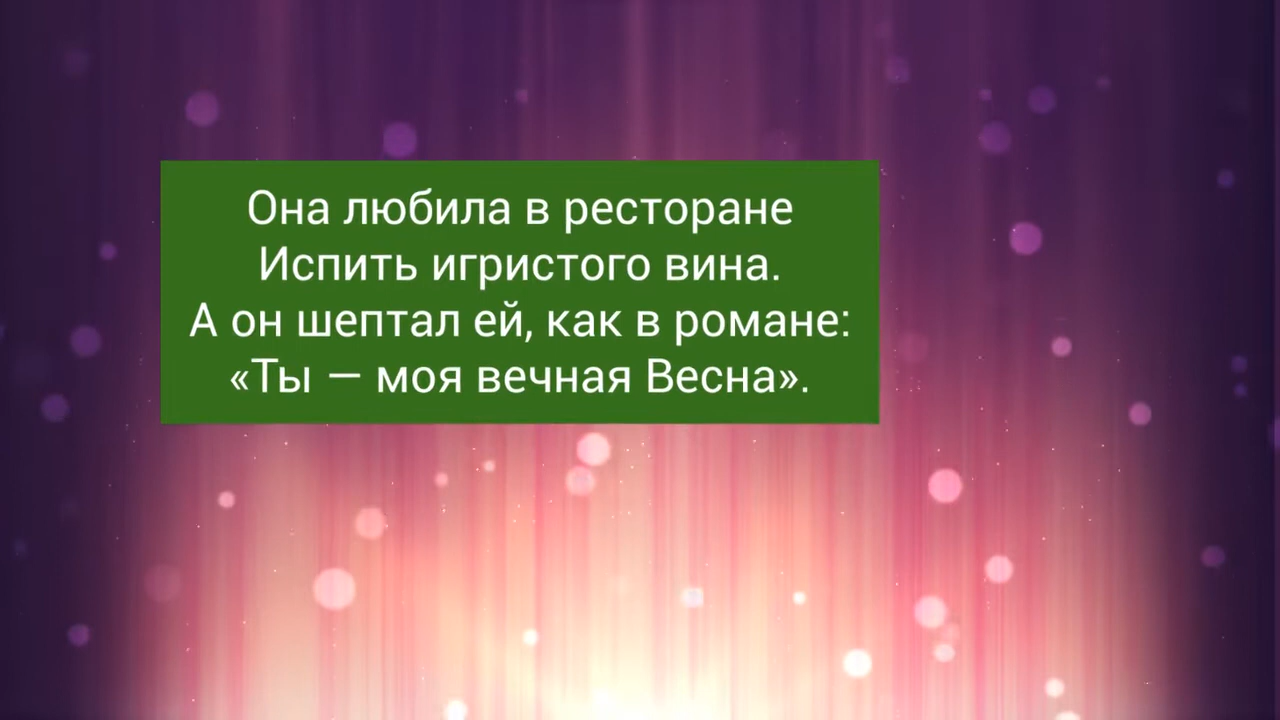 Она любила в ресторане
Испить игристого вина.
А он шептал ей, как в романе:
«Ты — моя вечная Весна».